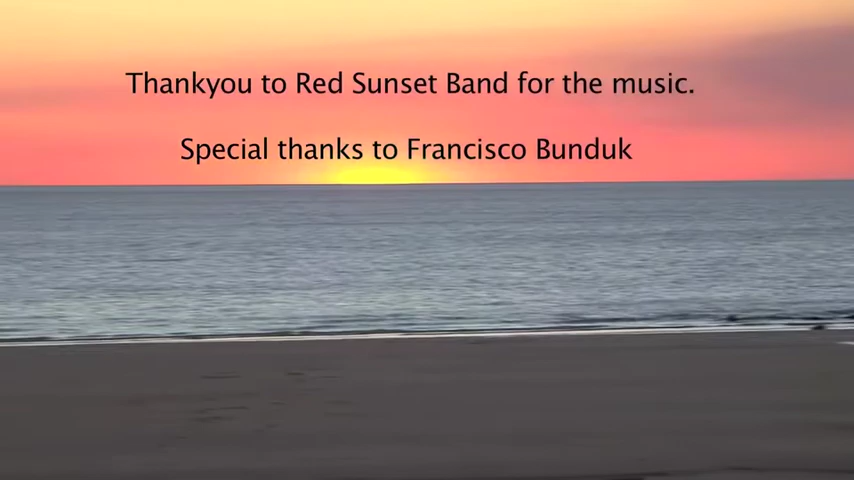 Thankyou to Red Sunset Band for the music.
Special thanks to Francisco Bunduk